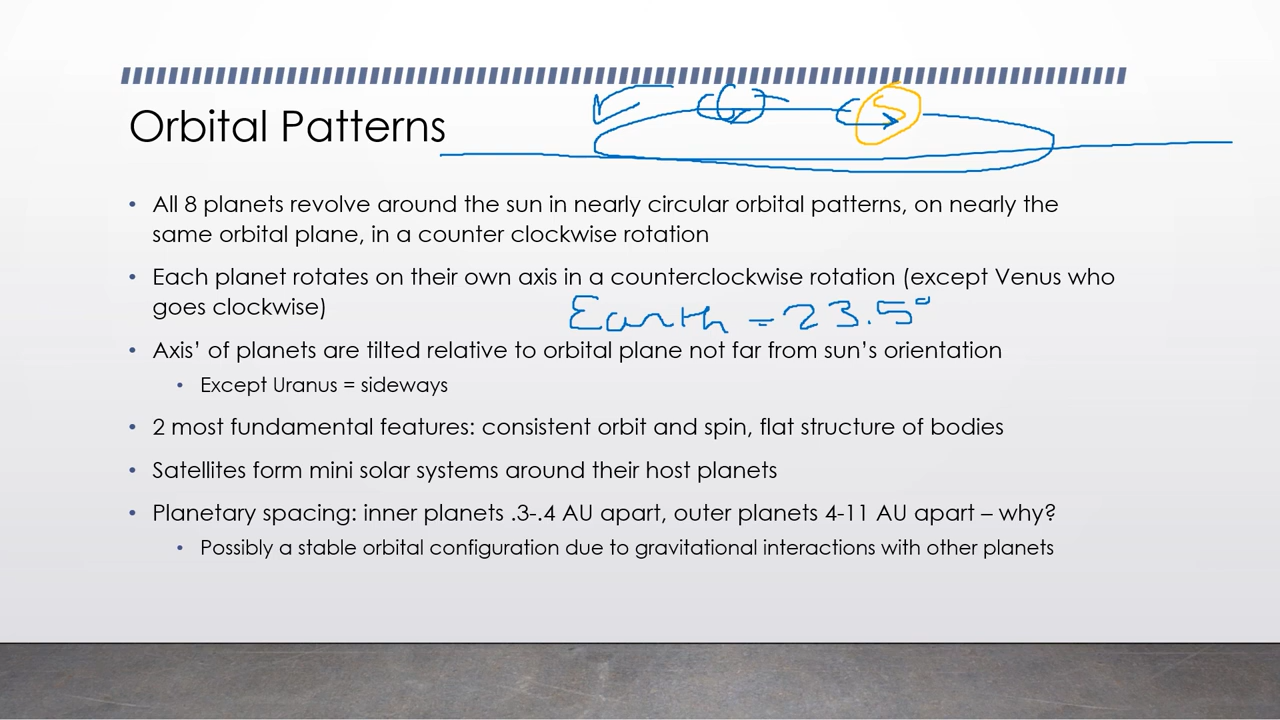 Orbital Patterns
S
• All 8 planets revolve around the sun in nearly circular orbital patterns, on nearly the
same orbital plane, in a counter clockwise rotation
• Each planet rotates on their own axis in a counterclockwise rotation (except Venus who
goes clockwise)
Earth = 23.5°
• Axis’ of planets are tilted relative to orbital plane not far from sun’s orientation
• Except Uranus = sideways
• 2 most fundamental features: consistent orbit and spin, flat structure of bodies
• Satellites form mini solar systems around their host planets
• Planetary spacing: inner planets .3-.4 AU apart, outer planets 4-11 AU apart – why?
• Possibly a stable orbital configuration due to gravitational interactions with other planets